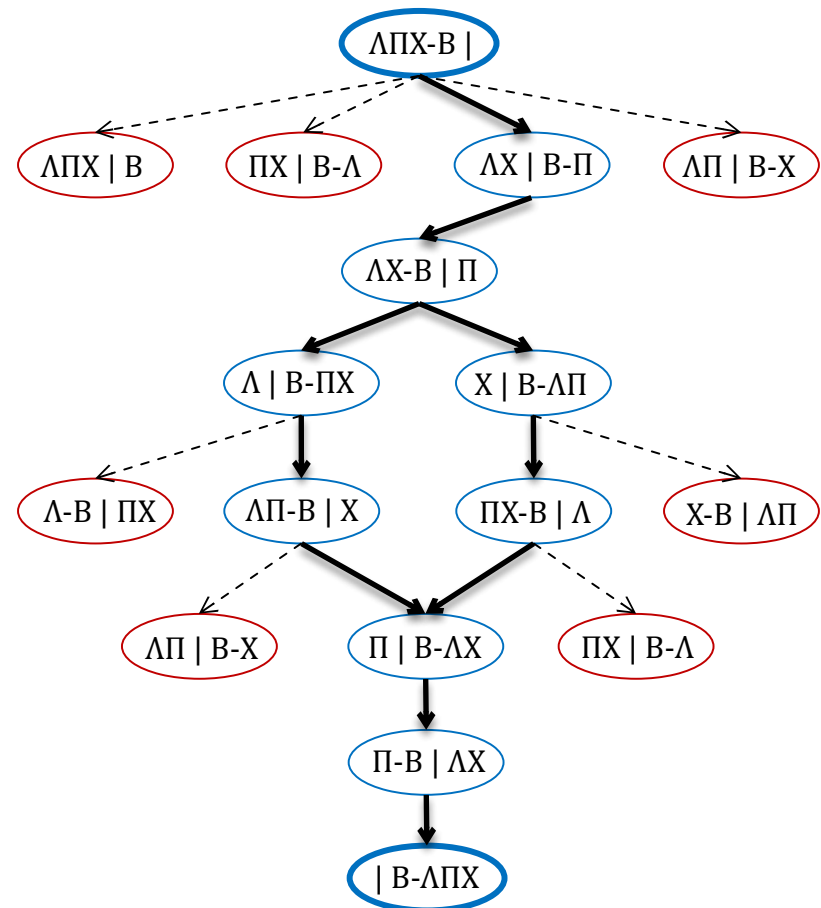 ΛΠΧ-Β |
ΛΠΧ | Β
ΠΧ | Β-Λ
ΛΧ | Β-Π
ΛΠ | Β-Χ
ΛΧ-Β | Π
Λ | Β-ΠΧ
Χ | Β-ΛΠ
Λ-Β | ΠΧ
ΛΠ-Β | Χ
ΠΧ-Β | Λ
Χ-Β | ΛΠ
ΛΠ | Β-Χ
Π | Β-ΛΧ
ΠΧ | Β-Λ
Π-Β | ΛΧ
| Β-ΛΠΧ